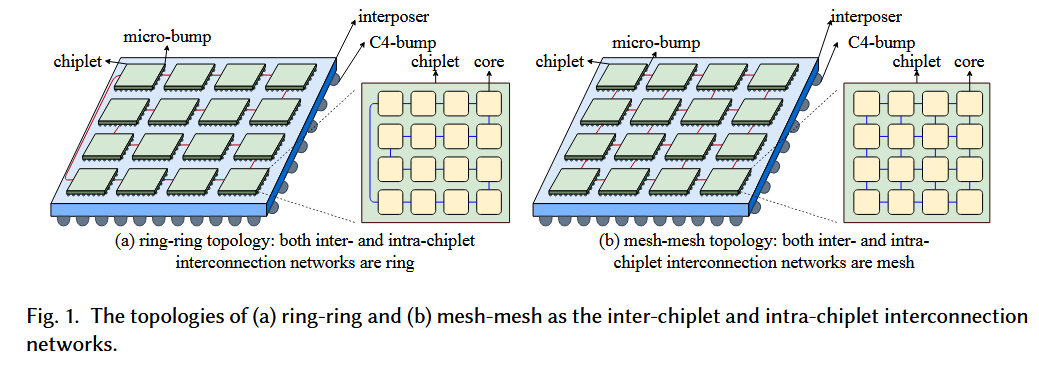 interposer
micro-bump
C4-bump
chiplet
chiplet core
(a) ring-ring topology: both inter- and intra-chiplet
interconnection networks are ring
interposer
micro-bump
C4-bump
chiplet
chiplet core
(b) mesh-mesh topology: both inter- and intra-
chiplet interconnection networks are mesh
Fig. 1. The topologies of (a) ring-ring and (b) mesh-mesh as the inter-chiplet and intra-chiplet interconnection
networks.